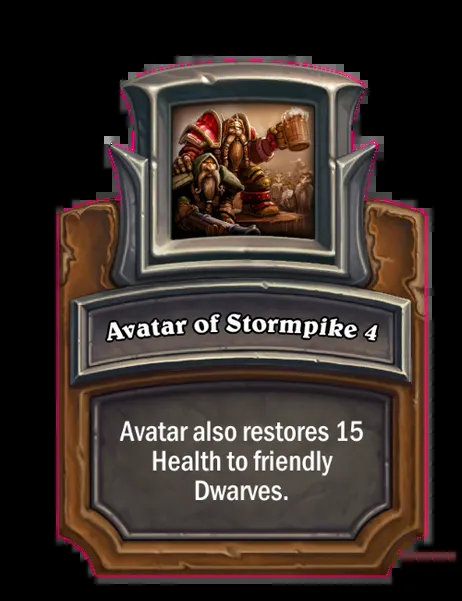 Avatar of Stormpike 4
Avatar also restores 15
Health to friendly
Dwarves.